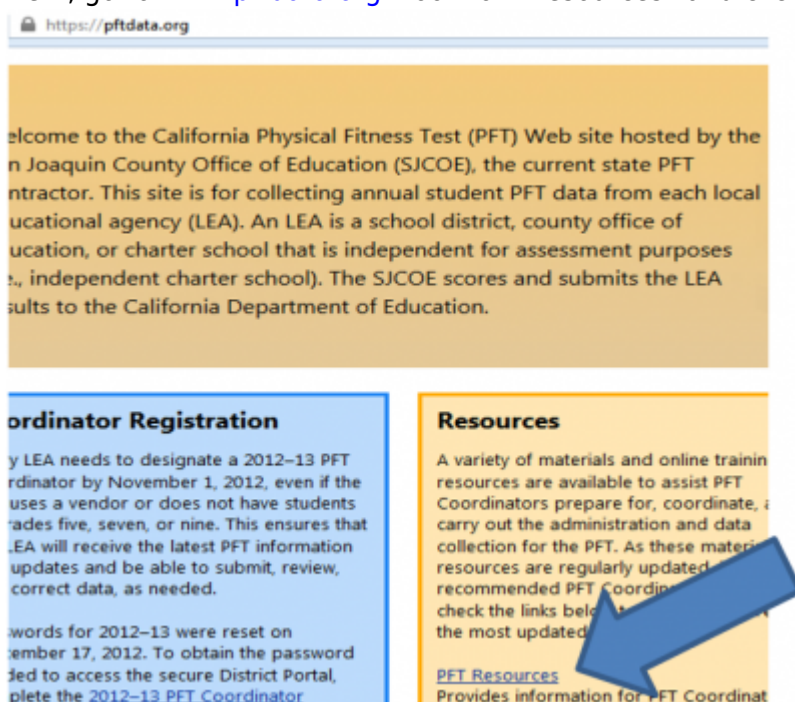 https://pftdata.org
elcome to the California Physical Fitness Test (PFT) Web site hosted by the
n Joaquin County Office of Education (SJCOE), the current state PFT
ntractor. This site is for collecting annual student PFT data from each local
ucational agency (LEA). An LEA is a school district, county office of
ucation, or charter school that is independent for assessment purposes
., independent charter school). The SJCOE scores and submits the LEA
sults to the California Department of Education.
ordinator Registration
y LEA needs to designate a 2012–13 PFT
rdinator by November 1, 2012, even if the
uses a vendor or does not have students
rades five, seven, or nine. This ensures that
LEA will receive the latest PFT information
updates and be able to submit, review,
correct data, as needed.
words for 2012–13 were reset on
ember 17, 2012. To obtain the password
ded to access the secure District Portal,
plete the 2012–13 PFT Coordinator
Resources
A variety of materials and online trainin
resources are available to assist PFT
Coordinators prepare for, coordinate, a
carry out the administration and data
collection for the PFT. As these materi
resources are regularly updated,
recommended PFT Coordin
check the links bel
the most updated
PFT Resources
Provides information for PFT Coordinat